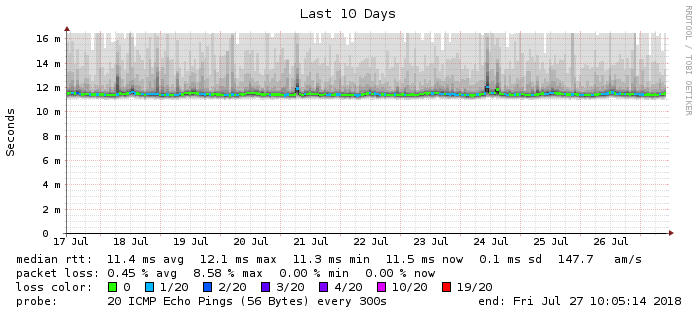 Last 10 Days
RRDTOOL / TOBI OETIKER
Seconds
16 m
14 m
12 m
10 m
8 m
6 m
4 m
2 m
0
17 Jul 18 Jul 19 Jul 20 Jul 21 Jul 22 Jul 23 Jul 24 Jul 25 Jul 26 Jul
median rtt: 11.4 ms avg 12.1 ms max 11.3 ms min 11.5 ms now 0.1 ms sd 147.7 am/s
packet loss: 0.45 % avg 8.58 % max 0.00 % min 0.00 % now
loss color: 0 1/20 2/20 3/20 4/20 10/20 19/20
probe: 20 ICMP Echo Pings (56 Bytes) every 300s end: Fri Jul 27 10:05:14 2018